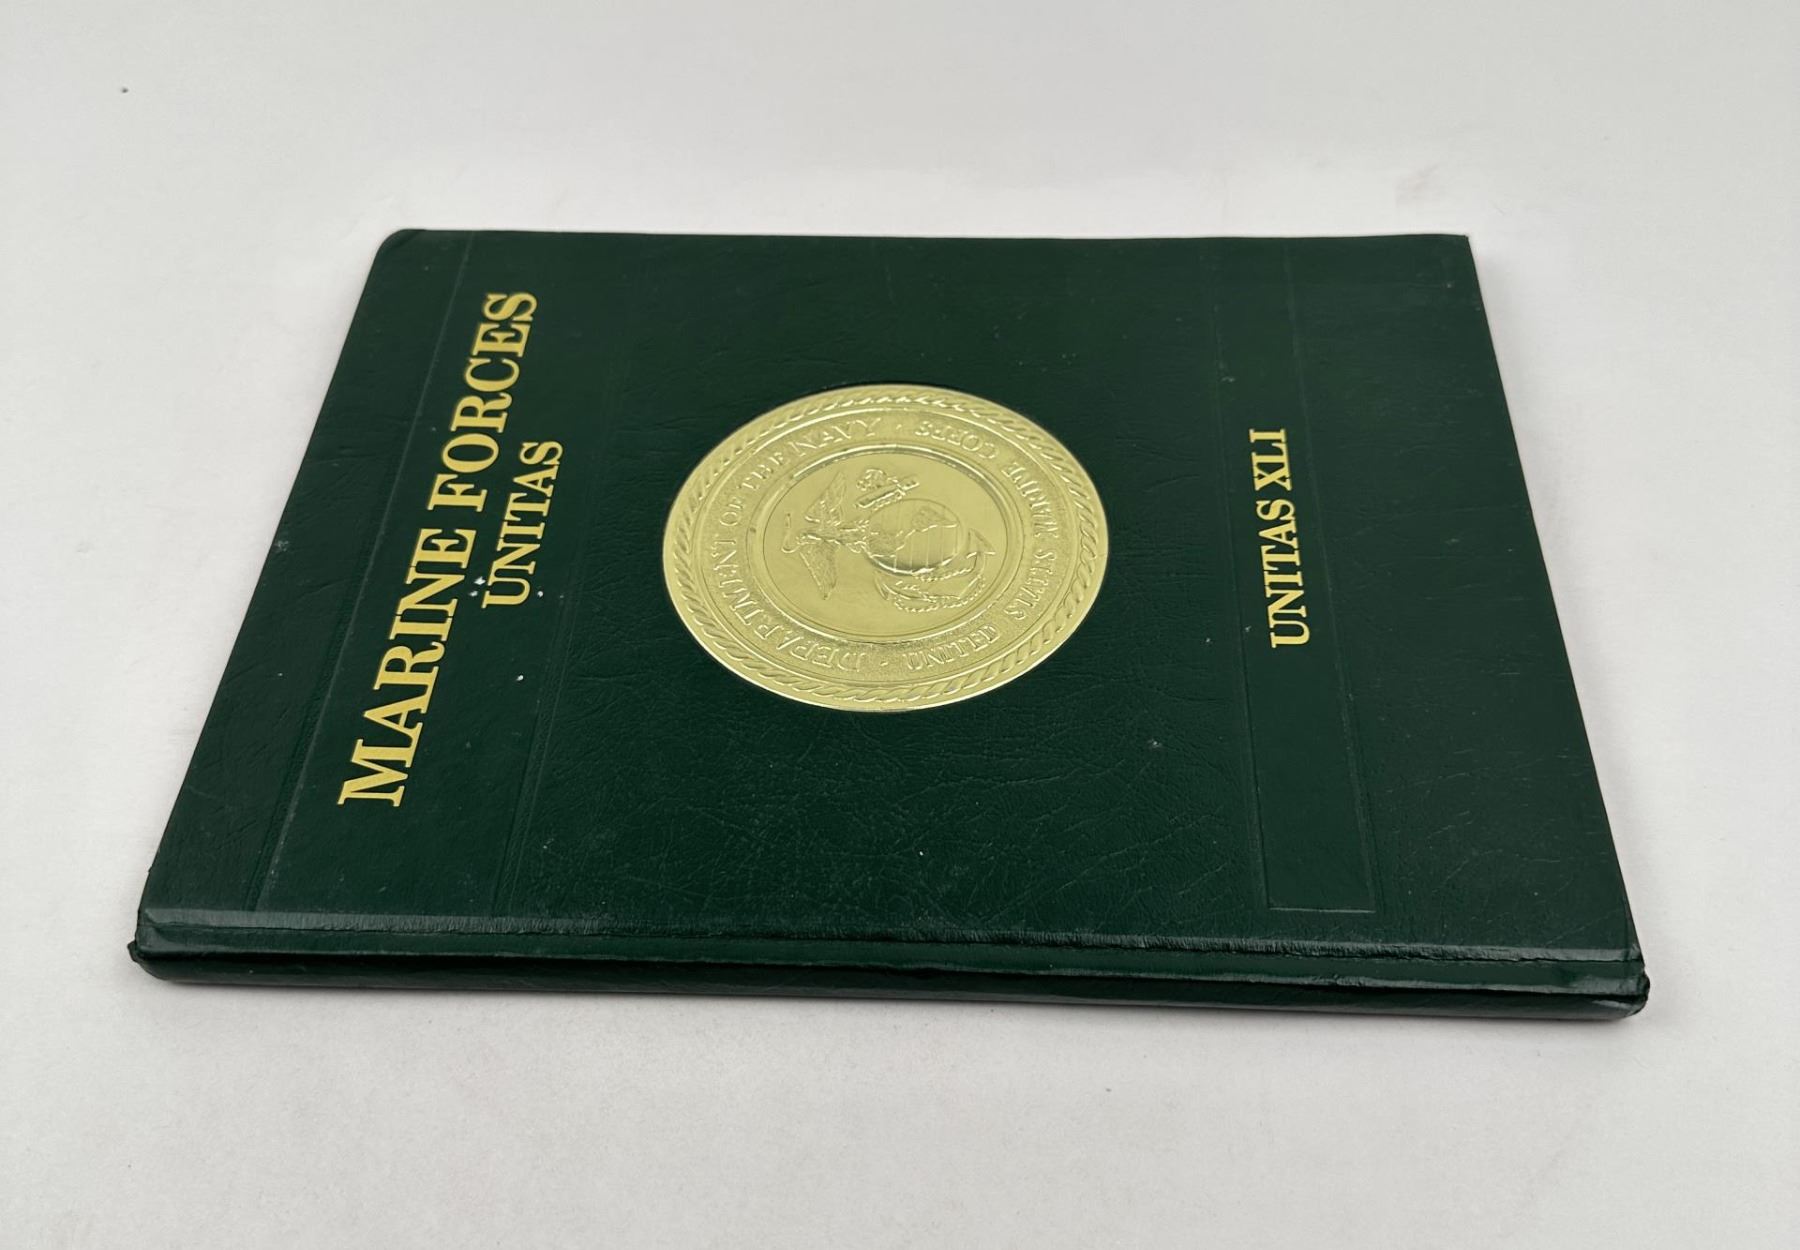 MARINE FORCES
UNITAS
DEPARTMENT OF THE NAVY
UNITED STATES MARINE CORPS
UNITAS XLI